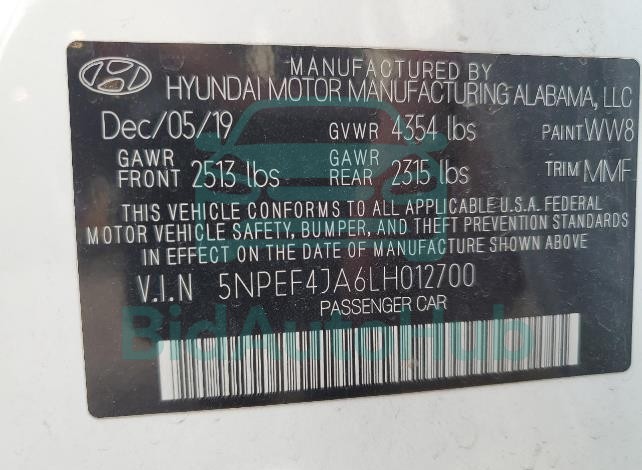 MANUFACTURED BY
HYUNDAI MOTOR MANUFACTURING ALABAMA, LLC
Dec/05/19 GVWR 4354 lbs PAINT WW8
GAWR FRONT 2513 lbs GAWR REAR 2315 lbs TRIM MMF
THIS VEHICLE CONFORMS TO ALL APPLICABLE U.S.A. FEDERAL
MOTOR VEHICLE SAFETY, BUMPER, AND THEFT PREVENTION STANDARDS
IN EFFECT ON THE DATE OF MANUFACTURE SHOWN ABOVE
V.I.N 5NPEF4JA6LH012700
PASSENGER CAR
BidAutoHub